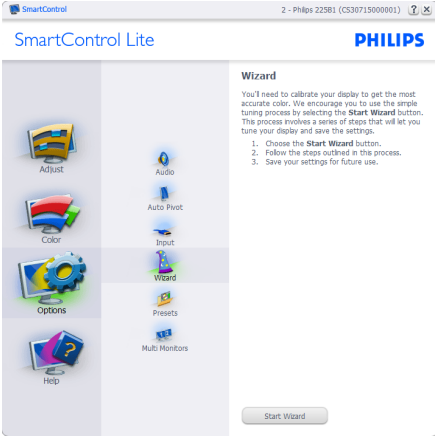 SmartControl
2 - Philips 225B1 (CS30715000001)
SmartControl Lite
PHILIPS
Adjust
Color
Options
Help
Audio
Auto Pivot
Input
Wizard
Presets
Multi Monitors
Wizard
You'll need to calibrate your display to get the most
accurate color. We encourage you to use the simple
tuning process by selecting the Start Wizard button.
This process involves a series of steps that will let you
tune your display and save the settings.
1. Choose the Start Wizard button.
2. Follow the steps outlined in this process.
3. Save your settings for future use.
Start Wizard